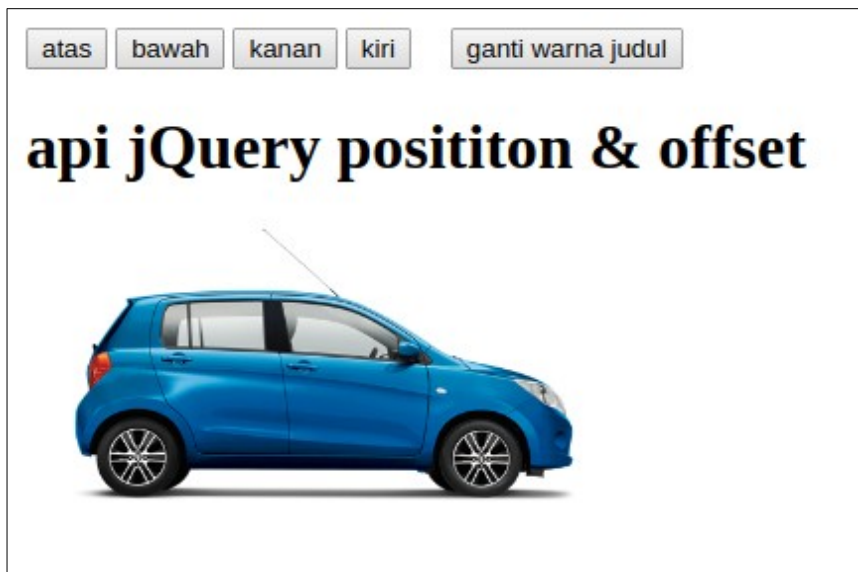 atas bawah kanan kiri ganti warna judul
api jQuery posititon & offset